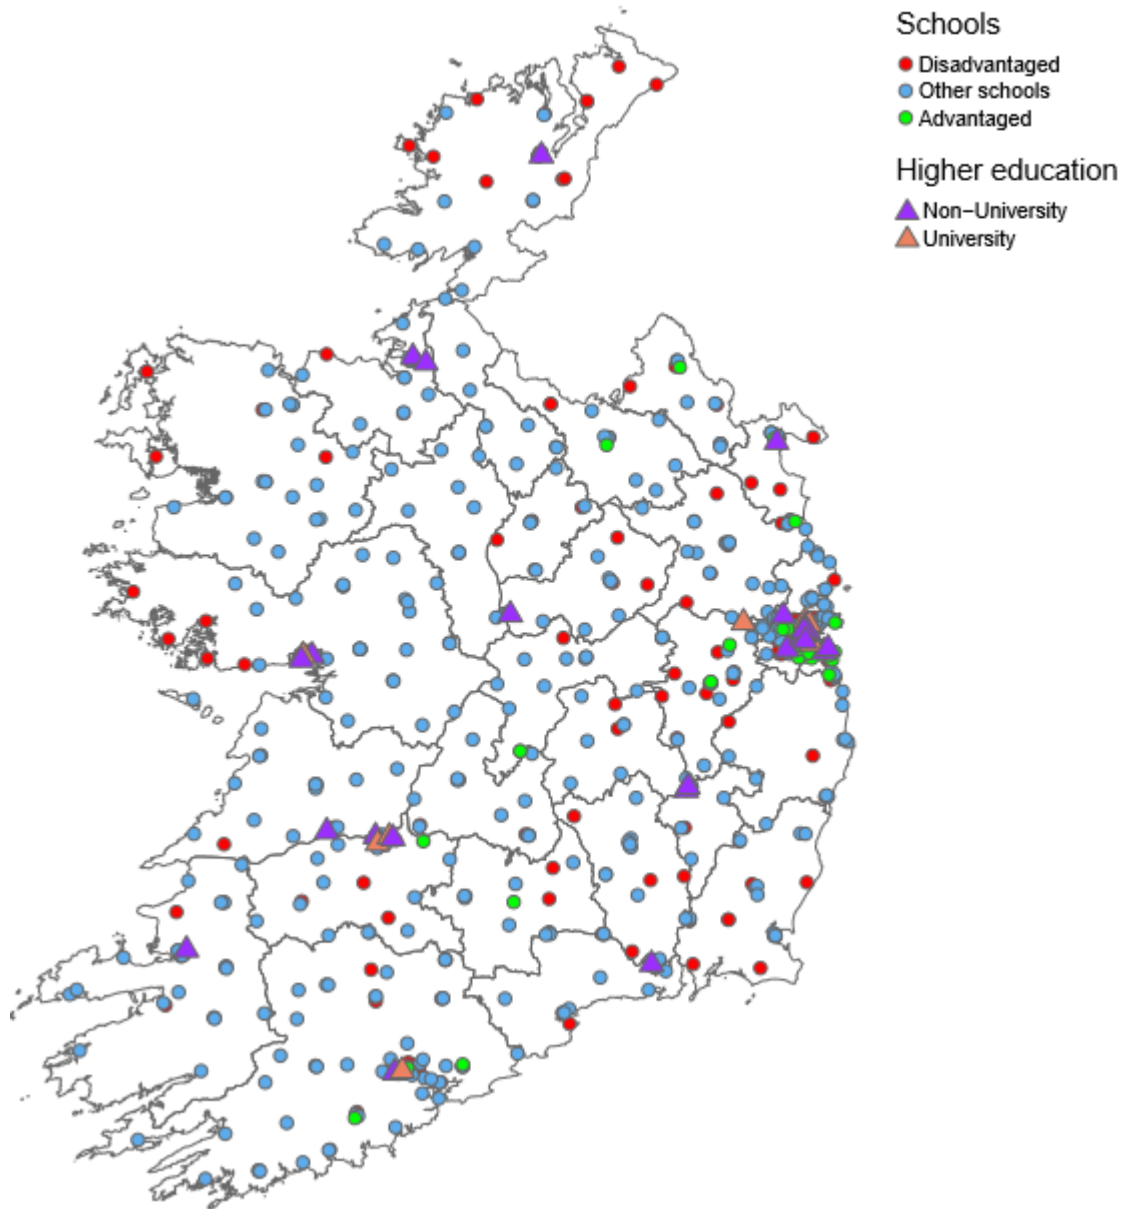 Schools
Disadvantaged
Other schools
Advantaged
Higher education
Non−University
University